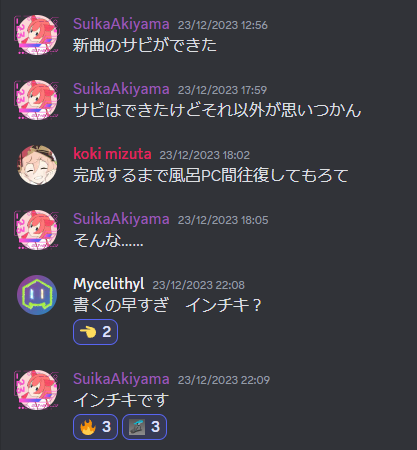 SuikaAkiyama 23/12/2023 12:56
新曲のサビができた
SuikaAkiyama 23/12/2023 17:59
サビはできたけどそれ以外が思いつかん
koki mizuta 23/12/2023 18:02
完成するまで風呂PC間往復してもろて
SuikaAkiyama 23/12/2023 18:05
そんな……
Mycelithyl 23/12/2023 22:08
書くの早すぎ　インチキ？
2
SuikaAkiyama 23/12/2023 22:09
インチキです
3 3